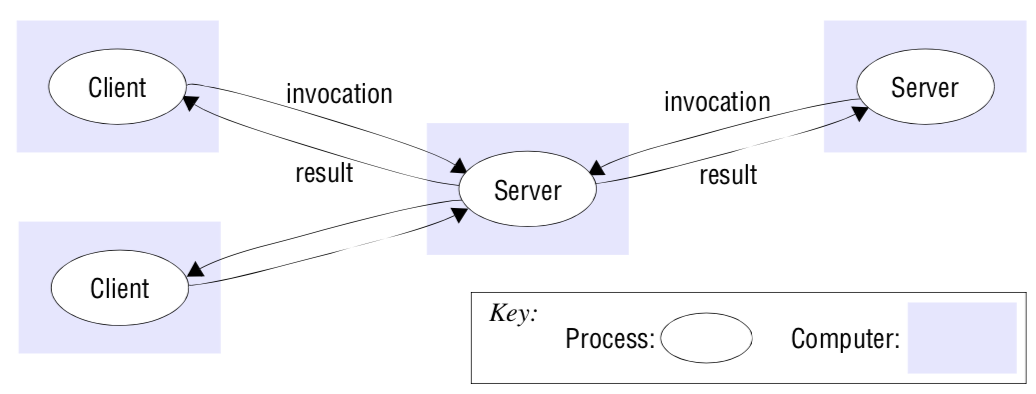 Client
invocation
result
Server
invocation
result
Server
Client
Key:
Process:
Computer: